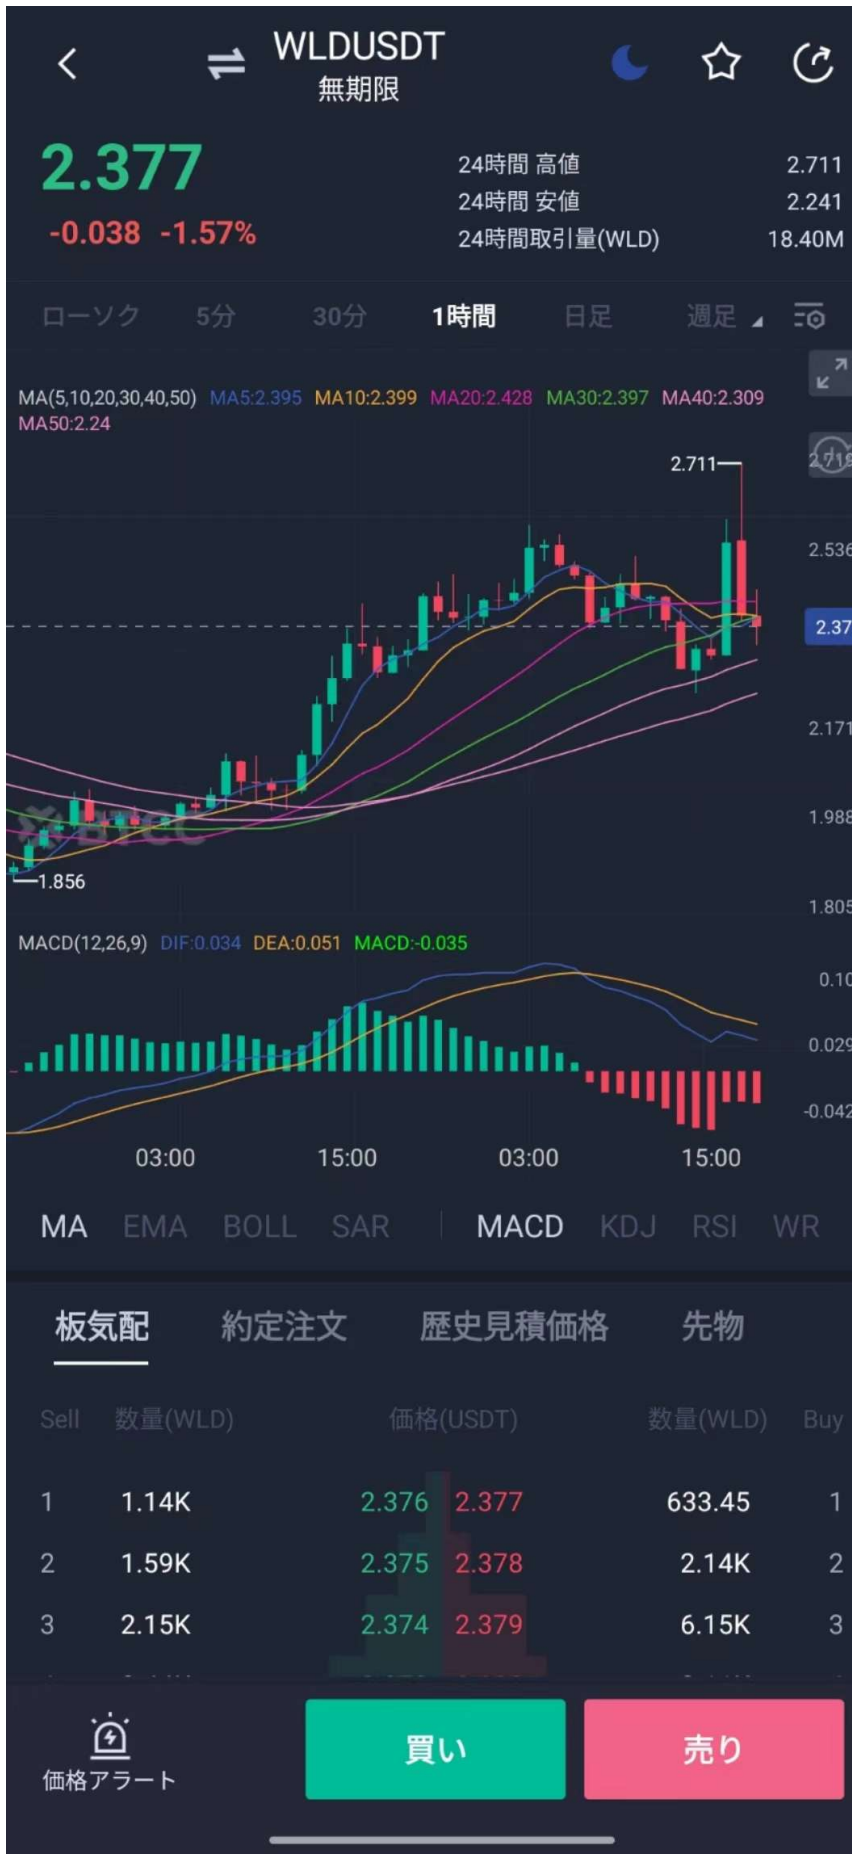 WLDUSDT
無期限
2.377
-0.038 -1.57%
24時間 高値 2.711
24時間 安値 2.241
24時間取引量(WLD) 18.40M
ローソク 5分 30分 1時間 日足 週足
MA(5,10,20,30,40,50) MA5:2.395 MA10:2.399 MA20:2.428 MA30:2.397 MA40:2.309
MA50:2.24
2.711
2.719
2.536
2.37
2.171
1.988
BTCC
1.856
1.805
MACD(12,26,9) DIF:0.034 DEA:0.051 MACD:-0.035
0.10
0.029
-0.042
03:00 15:00 03:00 15:00
MA EMA BOLL SAR MACD KDJ RSI WR
板気配 約定注文 歴史見積価格 先物
Sell 数量(WLD) 価格(USDT) 数量(WLD) Buy
1 1.14K 2.376 2.377 633.45 1
2 1.59K 2.375 2.378 2.14K 2
3 2.15K 2.374 2.379 6.15K 3
価格アラート 買い 売り